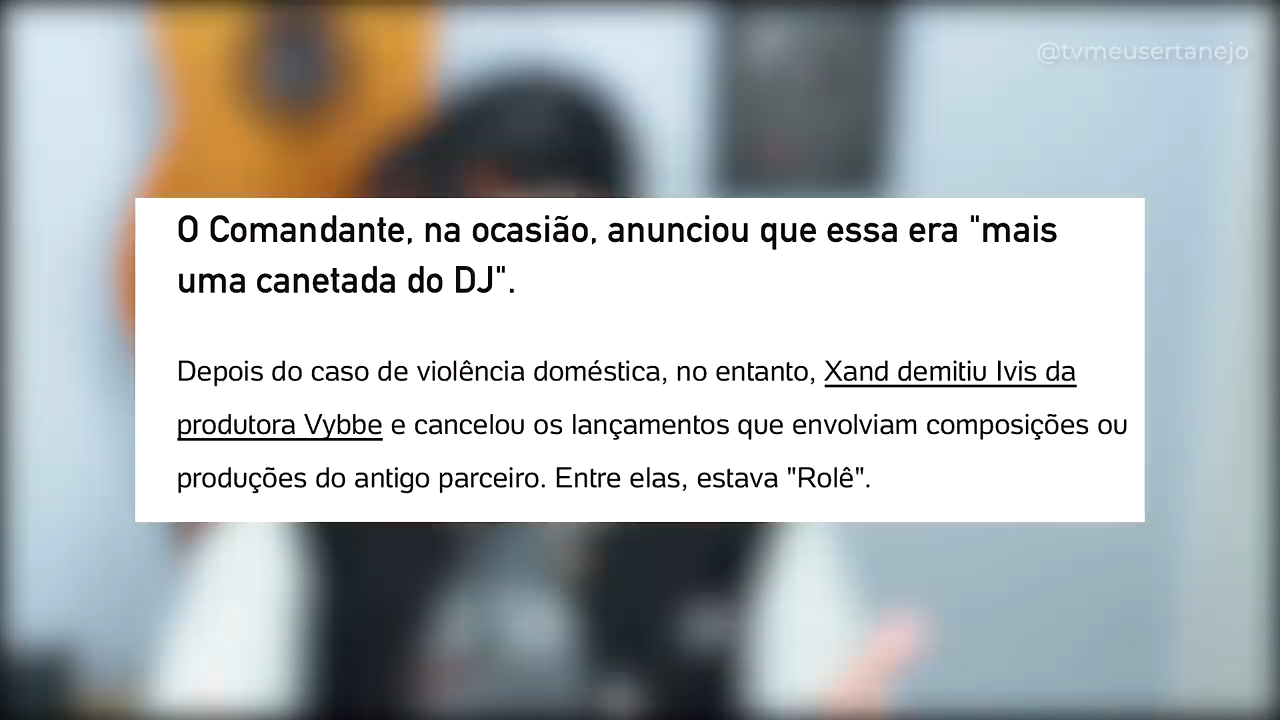 @tvmeusertanejo
O Comandante, na ocasião, anunciou que essa era "mais
uma canetada do DJ".
Depois do caso de violência doméstica, no entanto, Xand demitiu Ivis da
produtora Vybbe e cancelou os lançamentos que envolviam composições ou
produções do antigo parceiro. Entre elas, estava "Rolê".